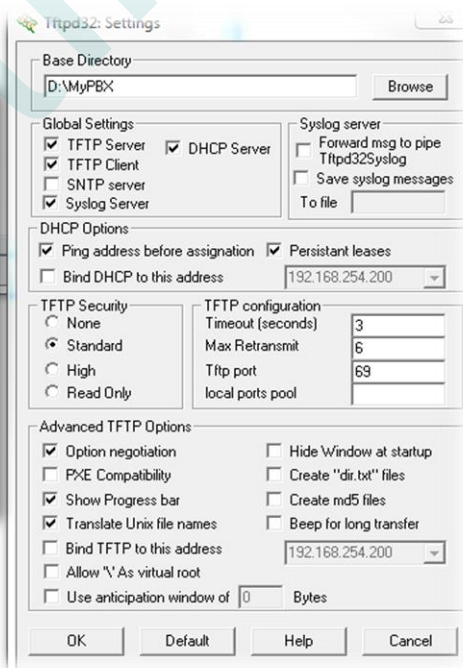 Tftpd32: Settings
Base Directory
D:\MyPBX
Browse
Global Settings
TFTP Server
TFTP Client
SNTP server
Syslog Server
DHCP Server
Syslog server
Forward msg to pipe
Tftpd32Syslog
Save syslog messages
To file
DHCP Options
Ping address before assignation
Persistant leases
Bind DHCP to this address
192.168.254.200
TFTP Security
None
Standard
High
Read Only
TFTP configuration
Timeout (seconds) 3
Max Retransmit 6
Tftp port 69
local ports pool
Advanced TFTP Options
Option negotiation
PXE Compatibility
Show Progress bar
Translate Unix file names
Bind TFTP to this address
Allow '\' As virtual root
Use anticipation window of 0 Bytes
Hide Window at startup
Create "dir.txt" files
Create md5 files
Beep for long transfer
192.168.254.200
OK
Default
Help
Cancel